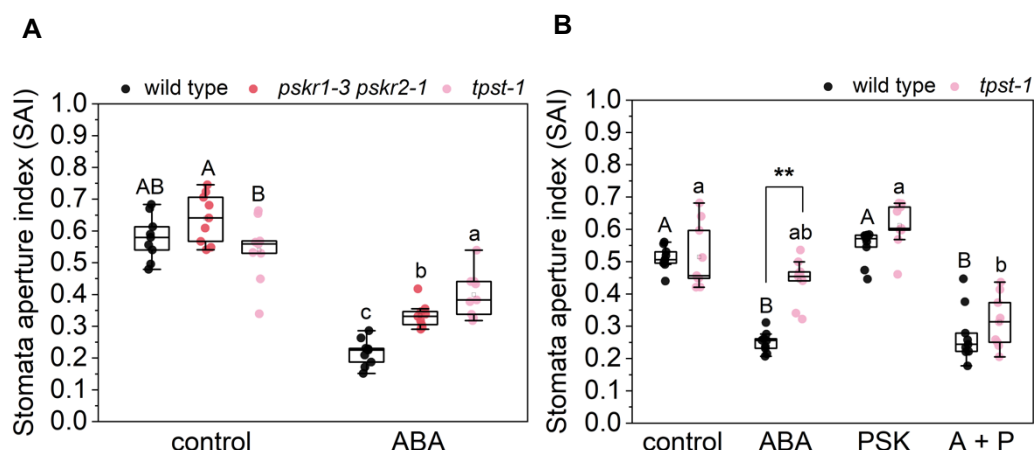 A
wild type pskr1-3 pskr2-1 tpst-1
Stomata aperture index (SAI)
1.0
0.9
0.8
0.7
0.6
0.5
0.4
0.3
0.2
0.1
0.0
AB
A
B
c
b
a
control ABA
B
wild type tpst-1
Stomata aperture index (SAI)
1.0
0.9
0.8
0.7
0.6
0.5
0.4
0.3
0.2
0.1
0.0
A
a
**
B
ab
A
a
B
b
control ABA PSK A + P